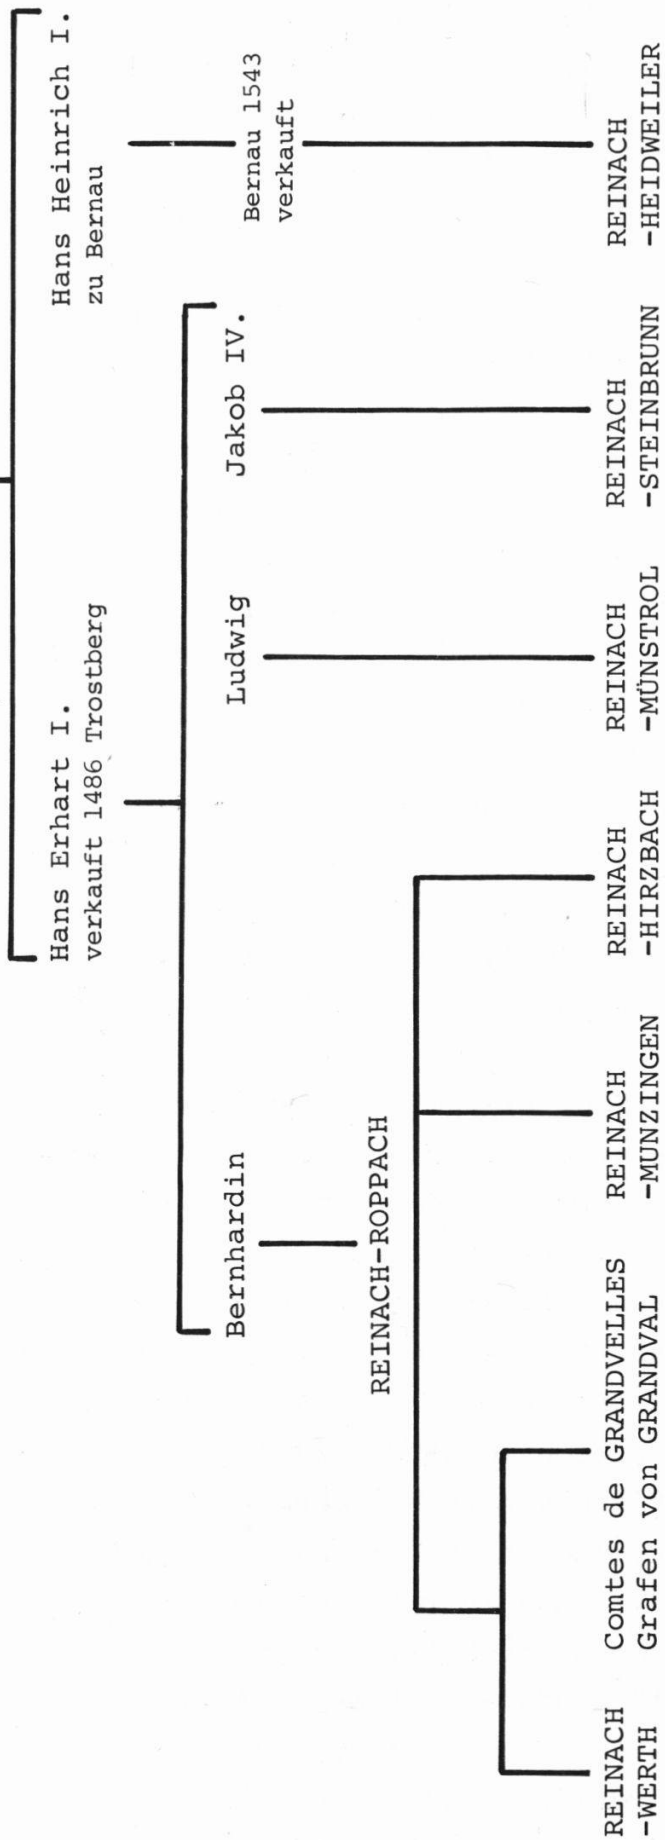 Hans Erhart I.
verkauft 1486 Trostberg
Hans Heinrich I.
zu Bernau
Bernhardin
Ludwig
Jakob IV.
Bernau 1543
verkauft
REINACH-ROPPACH
REINACH
-WERTH
Comtes de GRANDVELLES
Grafen von GRANDVAL
REINACH
-MUNZINGEN
REINACH
-HIRZBACH
REINACH
-MÜNSTROL
REINACH
-STEINBRUNN
REINACH
-HEIDWEILER